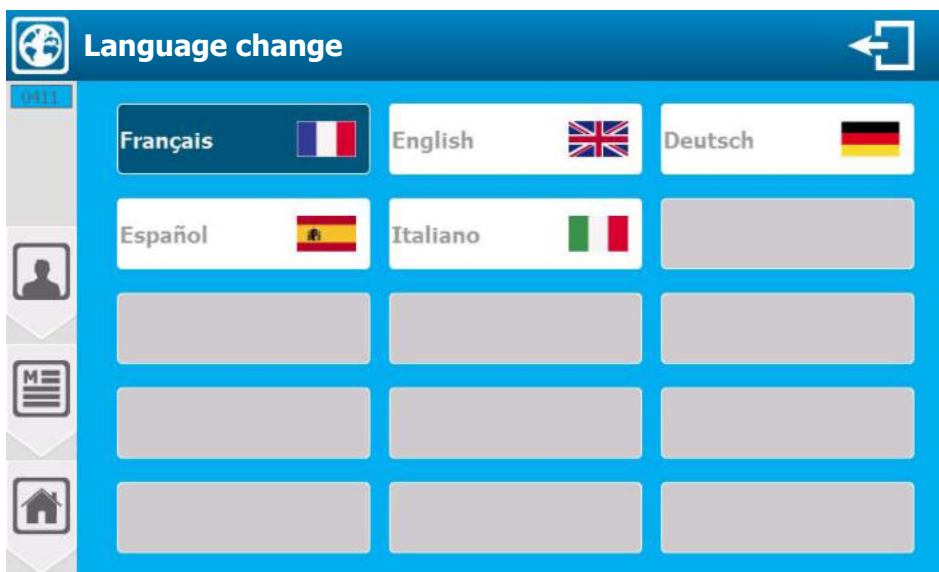 Language change
0411
Français
English
Deutsch
Español
Italiano
M